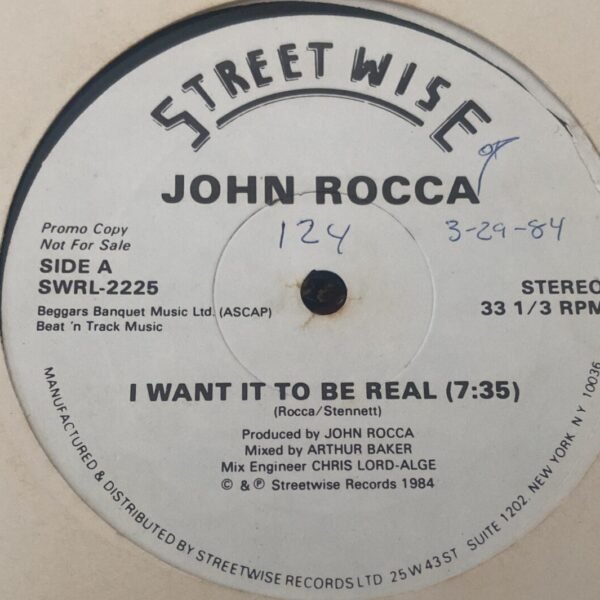 STREETWISE
JOHN ROCCA
124
3-29-84
Promo Copy
Not For Sale
SIDE A
SWRL-2225
Beggars Banquet Music Ltd. (ASCAP)
Beat 'n Track Music
STEREO
33 1/3 RPM
I WANT IT TO BE REAL (7:35)
(Rocca/Stennett)
Produced by JOHN ROCCA
Mixed by ARTHUR BAKER
Mix Engineer CHRIS LORD-ALGE
© & ℗ Streetwise Records 1984
MANUFACTURED & DISTRIBUTED BY STREETWISE RECORDS LTD 25 W 43 ST SUITE 1202, NEW YORK NY 10036